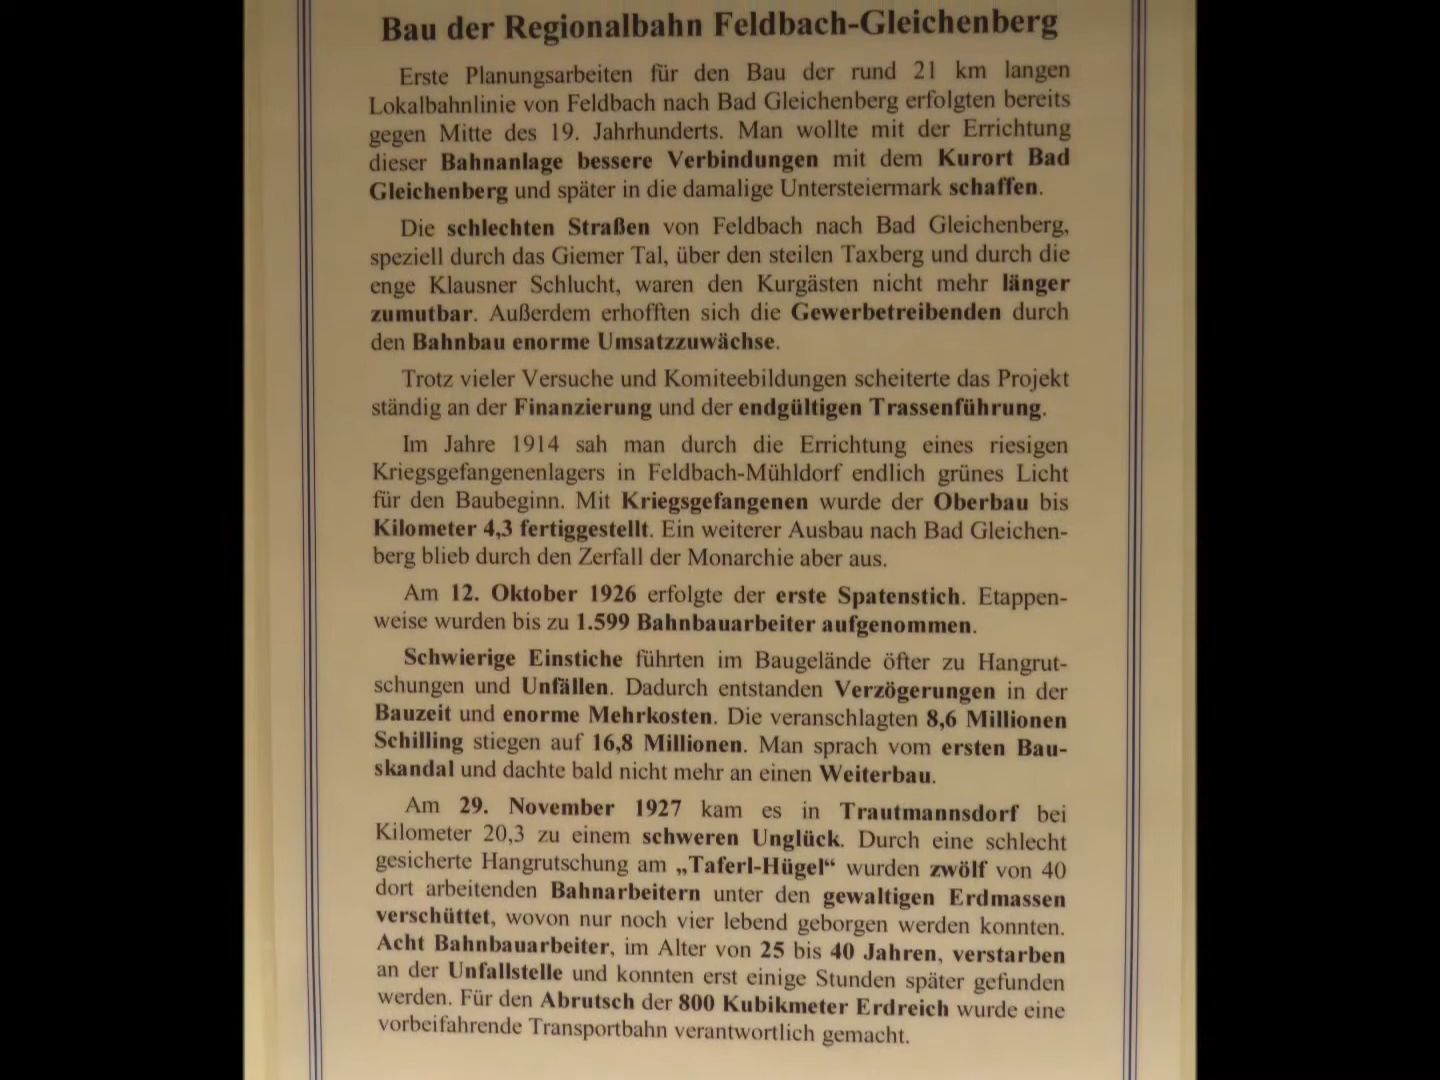 Bau der Regionalbahn Feldbach-Gleichenberg
Erste Planungsarbeiten für den Bau der rund 21 km langen
Lokalbahnlinie von Feldbach nach Bad Gleichenberg erfolgten bereits
gegen Mitte des 19. Jahrhunderts. Man wollte mit der Errichtung
dieser Bahnanlage bessere Verbindungen mit dem Kurort Bad
Gleichenberg und später in die damalige Untersteiermark schaffen.
Die schlechten Straßen von Feldbach nach Bad Gleichenberg,
speziell durch das Giemer Tal, über den steilen Taxberg und durch die
enge Klausner Schlucht, waren den Kurgästen nicht mehr länger
zumutbar. Außerdem erhofften sich die Gewerbetreibenden durch
den Bahnbau enorme Umsatzzuwächse.
Trotz vieler Versuche und Komiteebildungen scheiterte das Projekt
ständig an der Finanzierung und der endgültigen Trassenführung.
Im Jahre 1914 sah man durch die Errichtung eines riesigen
Kriegsgefangenenlagers in Feldbach-Mühldorf endlich grünes Licht
für den Baubeginn. Mit Kriegsgefangenen wurde der Oberbau bis
Kilometer 4,3 fertiggestellt. Ein weiterer Ausbau nach Bad Gleichen-
berg blieb durch den Zerfall der Monarchie aber aus.
Am 12. Oktober 1926 erfolgte der erste Spatenstich. Etappen-
weise wurden bis zu 1.599 Bahnbauarbeiter aufgenommen.
Schwierige Einstiche führten im Baugelände öfter zu Hangrut-
schungen und Unfällen. Dadurch entstanden Verzögerungen in der
Bauzeit und enorme Mehrkosten. Die veranschlagten 8,6 Millionen
Schilling stiegen auf 16,8 Millionen. Man sprach vom ersten Bau-
skandal und dachte bald nicht mehr an einen Weiterbau.
Am 29. November 1927 kam es in Trautmannsdorf bei
Kilometer 20,3 zu einem schweren Unglück. Durch eine schlecht
gesicherte Hangrutschung am „Taferl-Hügel“ wurden zwölf von 40
dort arbeitenden Bahnarbeitern unter den gewaltigen Erdmassen
verschüttet, wovon nur noch vier lebend geborgen werden konnten.
Acht Bahnbauarbeiter, im Alter von 25 bis 40 Jahren, verstarben
an der Unfallstelle und konnten erst einige Stunden später gefunden
werden. Für den Abrutsch der 800 Kubikmeter Erdreich wurde eine
vorbeifahrende Transportbahn verantwortlich gemacht.